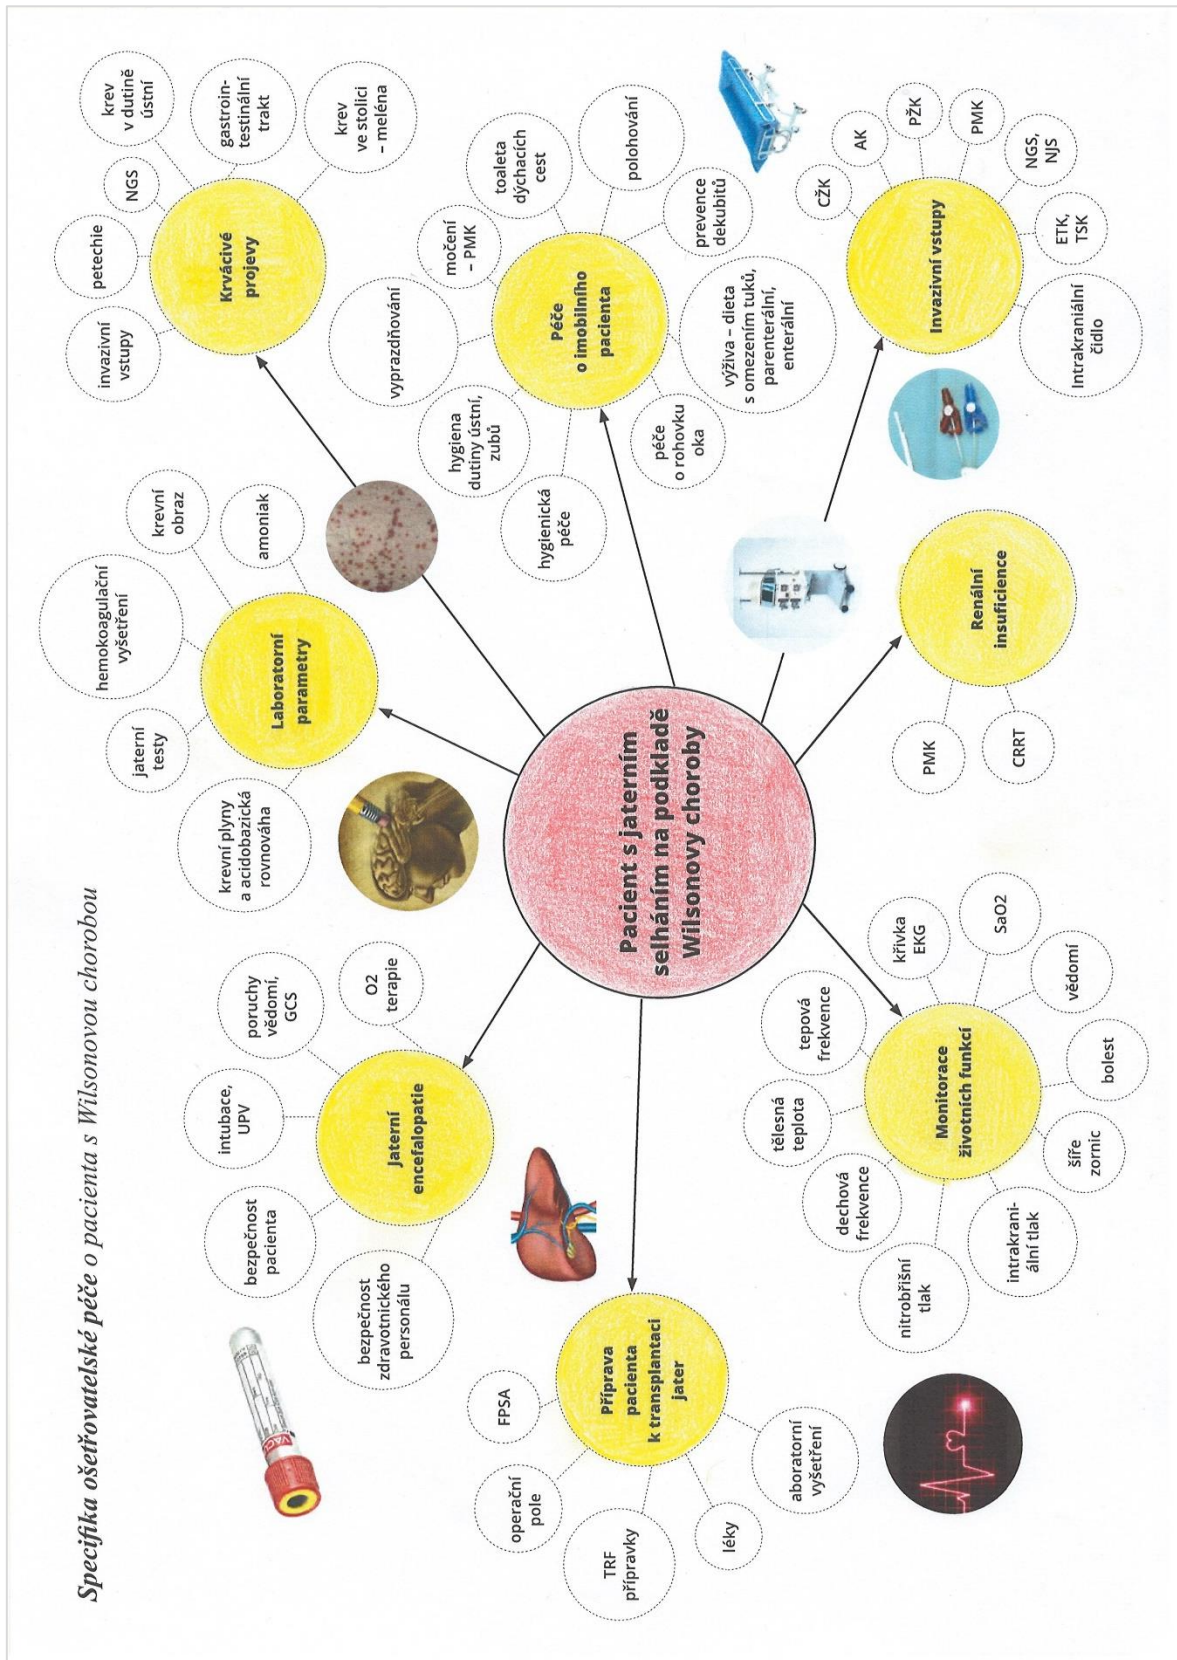 Specifika ošetřovatelské péče o pacienta s Wilsonovou chorobou
Pacient s jaterním
selháním na podkladě
Wilsonovy choroby
Jaterní
encefalopatie
bezpečnost
zdravotnického
personálu
bezpečnost
pacienta
intubace,
UPV
poruchy
vědomí,
GCS
O2
terapie
Laboratorní
parametry
krevní plyny
a acidobazická
rovnováha
jaterní
testy
hemokoagulační
vyšetření
krevní
obraz
amoniak
Krvácivé
projevy
invazivní
vstupy
petechie
NGS
krev
v dutině
ústní
gastroin-
testinální
trakt
krev
ve stolici
– meléna
Péče
o imobilního
pacienta
hygienická
péče
hygiena
dutiny ústní,
zubů
vyprazdňování
močení
– PMK
toaleta
dýchacích
cest
polohování
prevence
dekubitů
výživa – dieta
s omezením tuků,
parenterální,
enterální
péče
o rohovku
oka
Invazivní vstupy
CŽK
AK
PŽK
PMK
NGS,
NJS
ETK,
TSK
Intrakraniální
čidlo
Renální
insuficience
PMK
CRRT
Monitorace
životních funkcí
nitrobřišní
tlak
dechová
frekvence
tělesná
teplota
tepová
frekvence
křivka
EKG
SaO2
vědomí
bolest
šíře
zornic
intrakrani-
ální tlak
Příprava
pacienta
k transplantaci
jater
FPSA
operační
pole
TRF
přípravky
léky
aboratorní
vyšetření